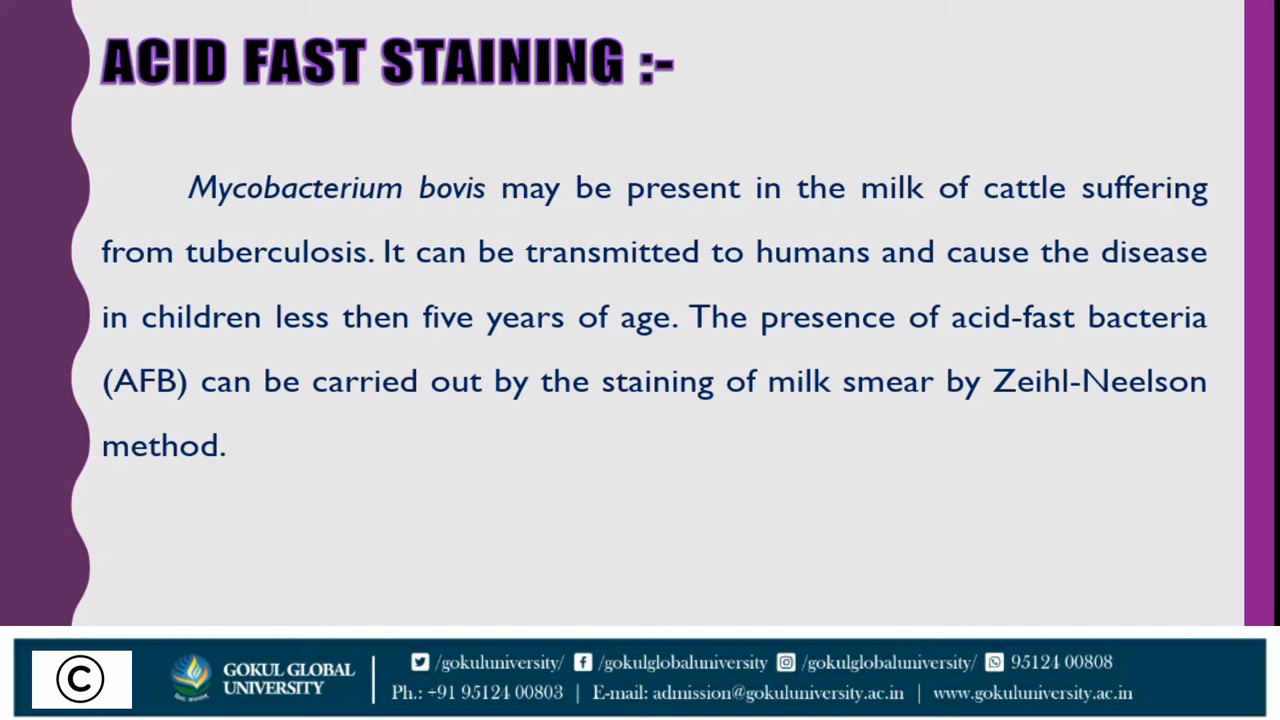 ACID FAST STAINING :-
Mycobacterium bovis may be present in the milk of cattle suffering
from tuberculosis. It can be transmitted to humans and cause the disease
in children less then five years of age. The presence of acid-fast bacteria
(AFB) can be carried out by the staining of milk smear by Zeihl-Neelson
method.
©
GOKUL GLOBAL
UNIVERSITY
/gokuluniversity/ /gokulglobaluniversity /gokulglobaluniversity/ 95124 00808
Ph.: +91 95124 00803 | E-mail: admission@gokuluniversity.ac.in | www.gokuluniversity.ac.in